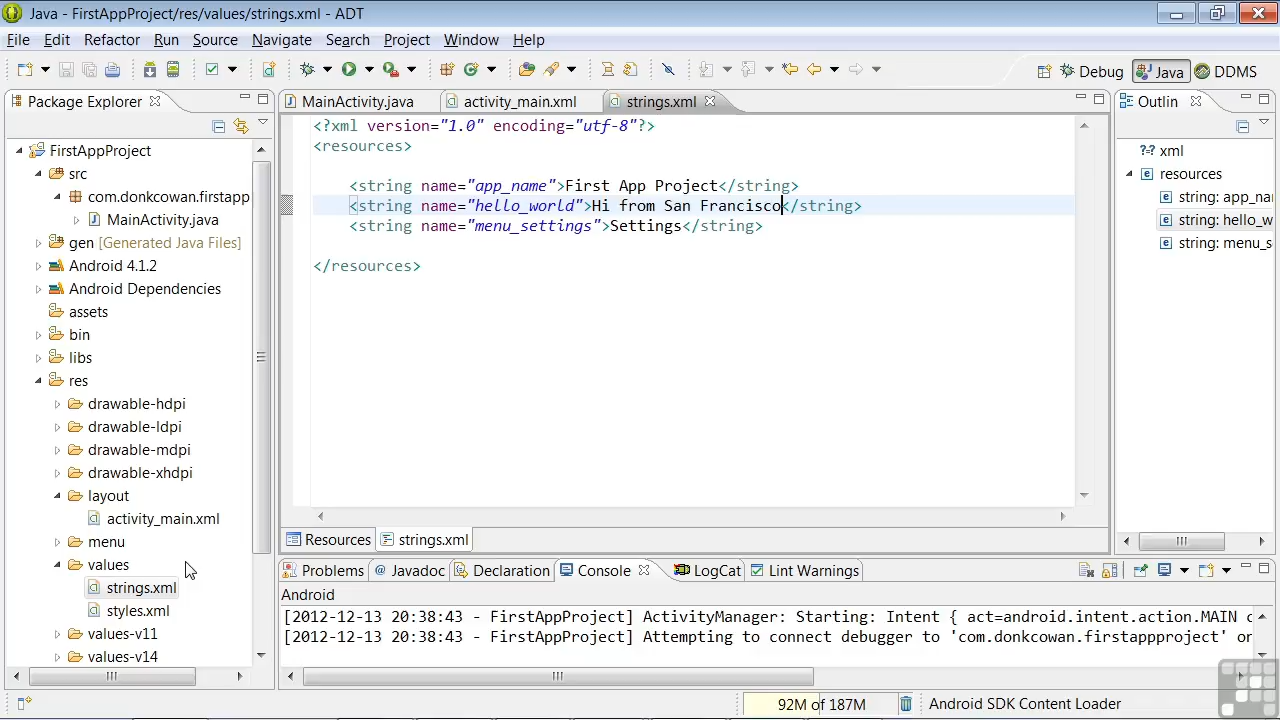 Java - FirstAppProject/res/values/strings.xml - ADT
File Edit Refactor Run Source Navigate Search Project Window Help
Debug Java DDMS
Package Explorer
MainActivity.java activity_main.xml strings.xml
Outlin
FirstAppProject
src
com.donkcowan.firstapp
MainActivity.java
gen [Generated Java Files]
Android 4.1.2
Android Dependencies
assets
bin
libs
res
drawable-hdpi
drawable-ldpi
drawable-mdpi
drawable-xhdpi
layout
activity_main.xml
menu
values
strings.xml
styles.xml
values-v11
values-v14
<?xml version="1.0" encoding="utf-8"?>
<resources>
<string name="app_name">First App Project</string>
<string name="hello_world">Hi from San Francisco</string>
<string name="menu_settings">Settings</string>
</resources>
Resources strings.xml
?=? xml
resources
string: app_na
string: hello_w
string: menu_s
Problems @ Javadoc Declaration Console LogCat Lint Warnings
Android
[2012-12-13 20:38:43 - FirstAppProject] ActivityManager: Starting: Intent { act=android.intent.action.MAIN c
[2012-12-13 20:38:43 - FirstAppProject] Attempting to connect debugger to 'com.donkcowan.firstappproject' on
92M of 187M
Android SDK Content Loader